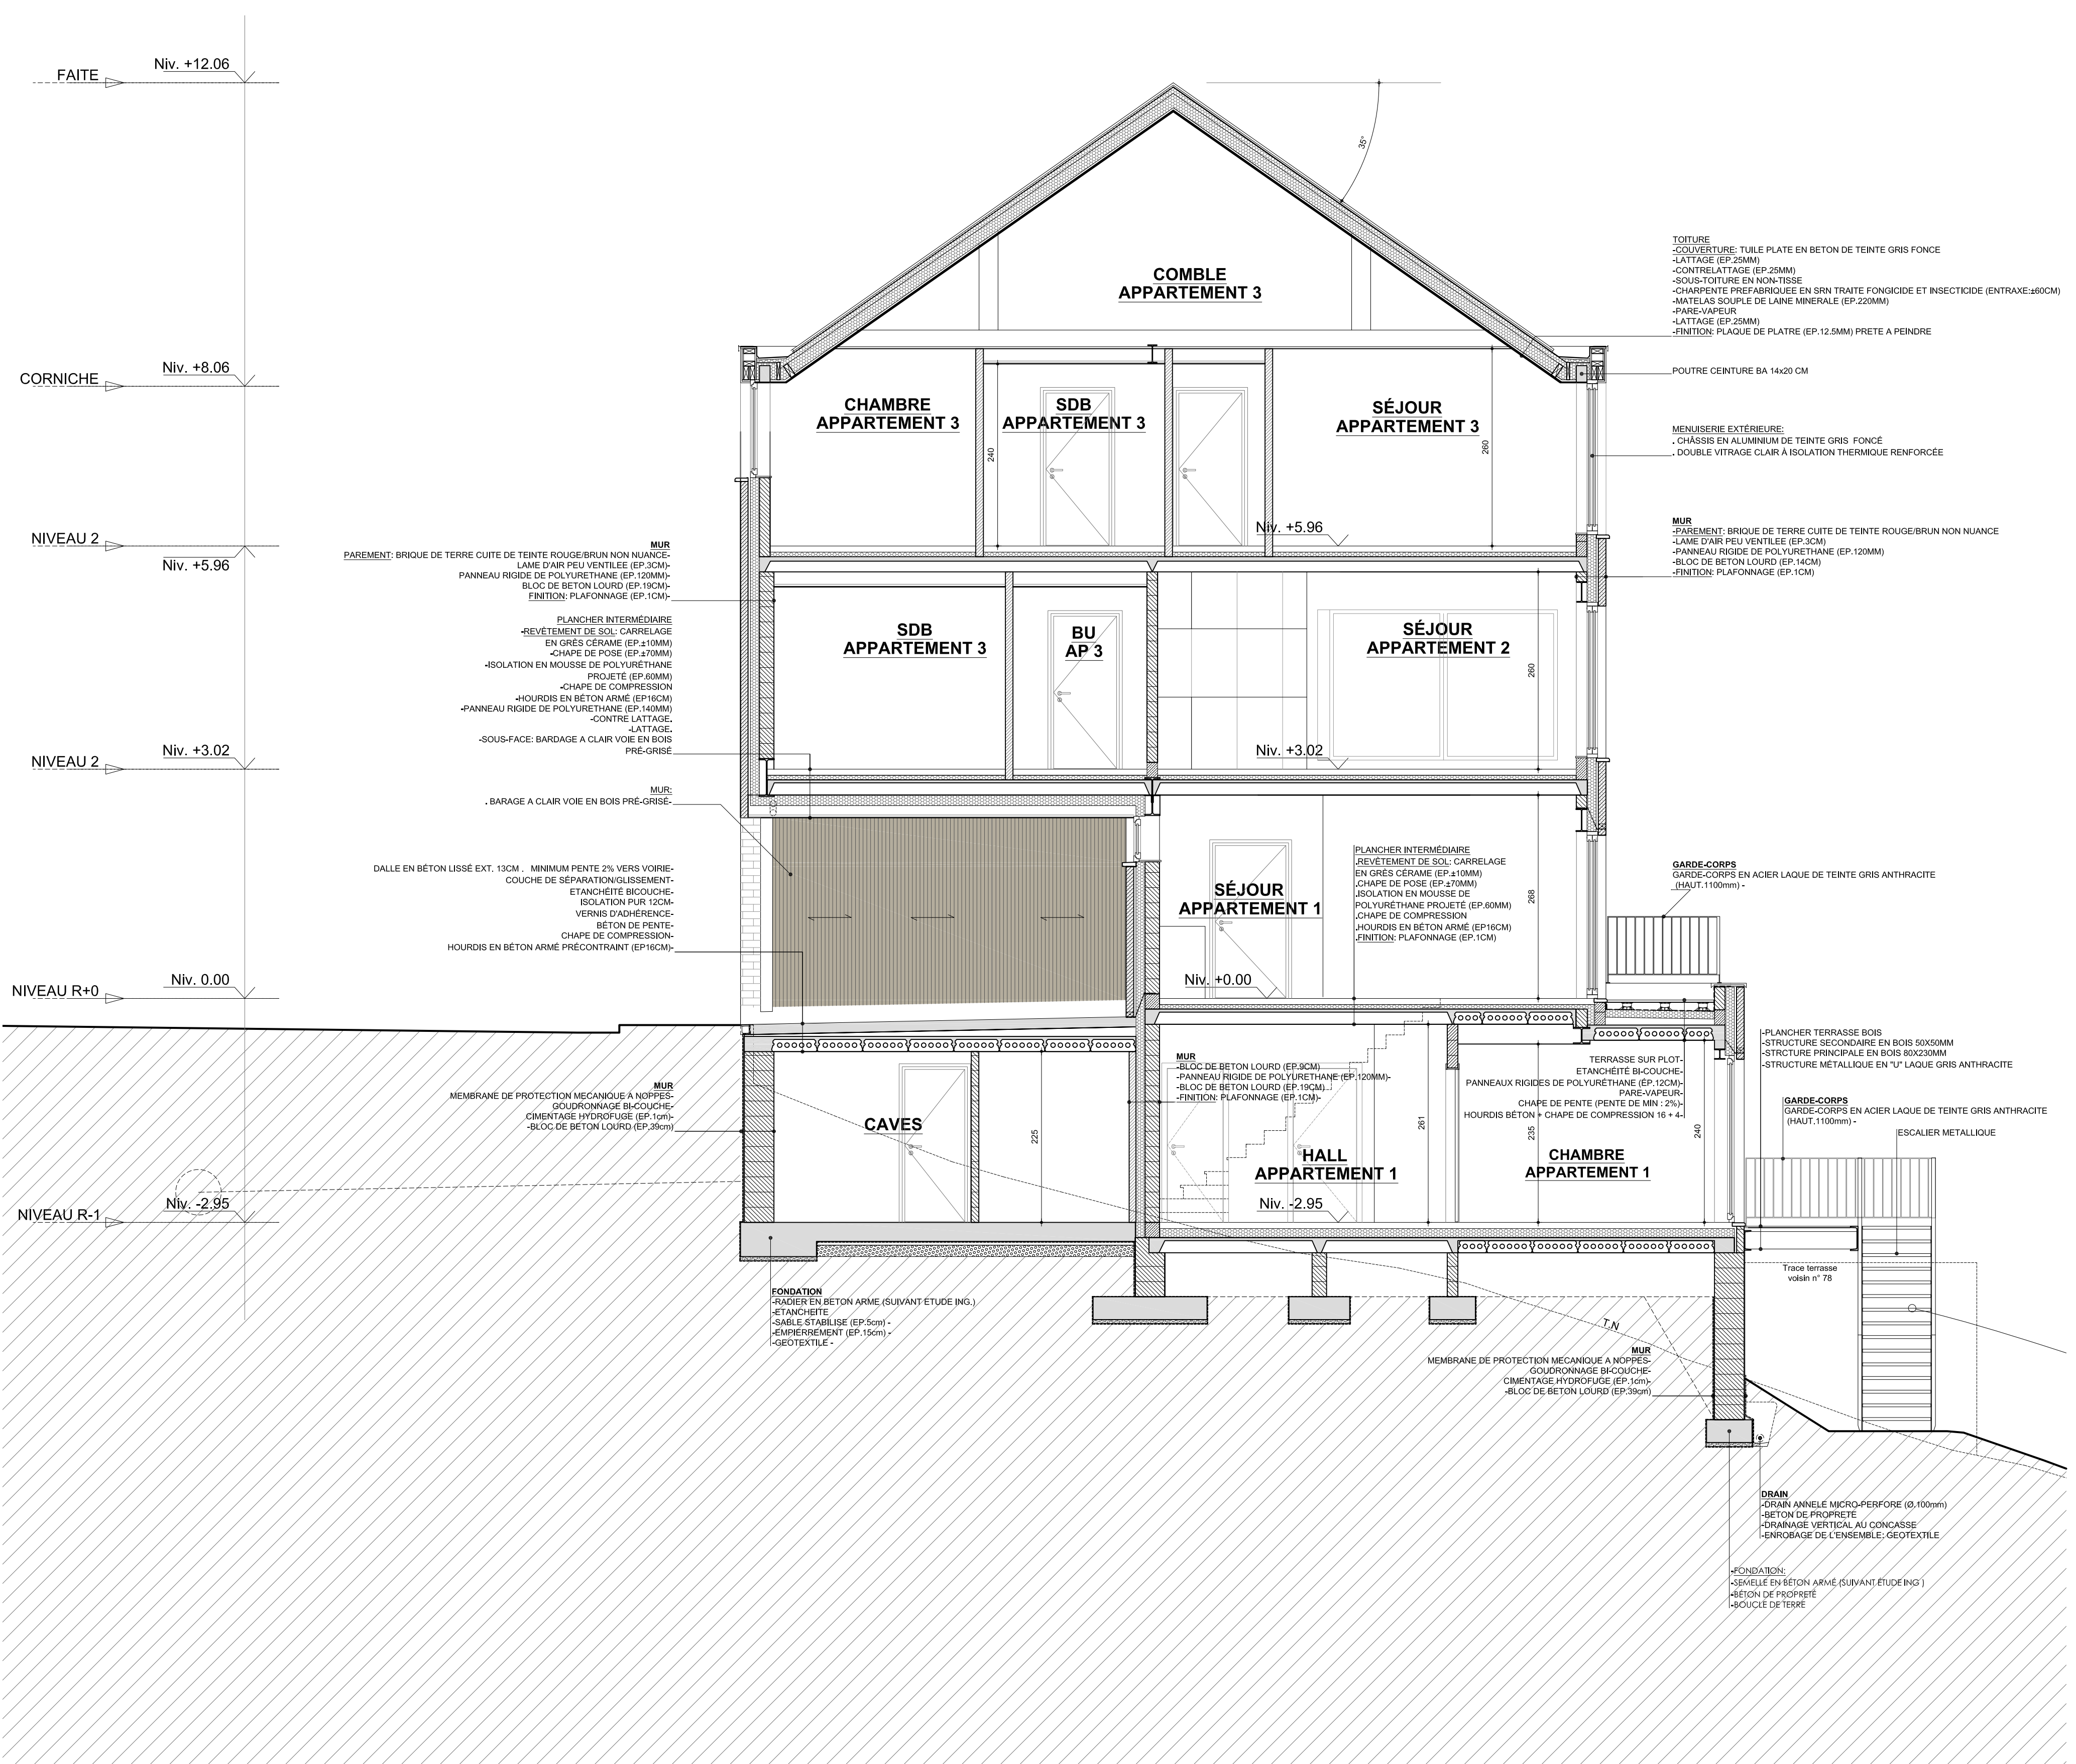 FAITE
Niv. +12.06
35°
COMBLE
APPARTEMENT 3
TOITURE
-COUVERTURE: TUILE PLATE EN BETON DE TEINTE GRIS FONCE
-LATTAGE (EP.25MM)
-CONTRELATTAGE (EP.25MM)
-SOUS-TOITURE EN NON-TISSE
-CHARPENTE PREFABRIQUEE EN SRN TRAITE FONGICIDE ET INSECTICIDE (ENTRAXE:±60CM)
-MATELAS SOUPLE DE LAINE MINERALE (EP.220MM)
-PARE-VAPEUR
-LATTAGE (EP.25MM)
-FINITION: PLAQUE DE PLATRE (EP.12.5MM) PRETE A PEINDRE
CORNICHE
Niv. +8.06
POUTRE CEINTURE BA 14x20 CM
CHAMBRE
APPARTEMENT 3
240
SDB
APPARTEMENT 3
SÉJOUR
APPARTEMENT 3
260
MENUISERIE EXTÉRIEURE:
. CHÂSSIS EN ALUMINIUM DE TEINTE GRIS FONCÉ
. DOUBLE VITRAGE CLAIR À ISOLATION THERMIQUE RENFORCÉE
NIVEAU 2
Niv. +5.96
Niv. +5.96
MUR
-PAREMENT: BRIQUE DE TERRE CUITE DE TEINTE ROUGE/BRUN NON NUANCE
-LAME D'AIR PEU VENTILEE (EP.3CM)
-PANNEAU RIGIDE DE POLYURETHANE (EP.120MM)
-BLOC DE BETON LOURD (EP.14CM)
-FINITION: PLAFONNAGE (EP.1CM)
MUR
PAREMENT: BRIQUE DE TERRE CUITE DE TEINTE ROUGE/BRUN NON NUANCE-
LAME D'AIR PEU VENTILEE (EP.3CM)-
PANNEAU RIGIDE DE POLYURETHANE (EP.120MM)-
BLOC DE BETON LOURD (EP.19CM)-
FINITION: PLAFONNAGE (EP.1CM)-
PLANCHER INTERMÉDIAIRE
-REVÊTEMENT DE SOL: CARRELAGE
EN GRÈS CÉRAME (EP.±10MM)
-CHAPE DE POSE (EP.±70MM)
-ISOLATION EN MOUSSE DE POLYURÉTHANE
PROJETÉ (EP.60MM)
-CHAPE DE COMPRESSION
-HOURDIS EN BÉTON ARMÉ (EP16CM)
-PANNEAU RIGIDE DE POLYURETHANE (EP.140MM)
-CONTRE LATTAGE.
-LATTAGE.
-SOUS-FACE: BARDAGE A CLAIR VOIE EN BOIS
PRÉ-GRISÉ
SDB
APPARTEMENT 3
BU
AP 3
SÉJOUR
APPARTEMENT 2
260
NIVEAU 2
Niv. +3.02
Niv. +3.02
MUR:
. BARAGE A CLAIR VOIE EN BOIS PRÉ-GRISÉ-
DALLE EN BÉTON LISSÉ EXT. 13CM . MINIMUM PENTE 2% VERS VOIRIE-
COUCHE DE SÉPARATION/GLISSEMENT-
ETANCHÉITÉ BICOUCHE-
ISOLATION PUR 12CM-
VERNIS D'ADHÉRENCE-
BÉTON DE PENTE-
CHAPE DE COMPRESSION-
HOURDIS EN BÉTON ARMÉ PRÉCONTRAINT (EP16CM)-
SÉJOUR
APPARTEMENT 1
PLANCHER INTERMÉDIAIRE
.REVÊTEMENT DE SOL: CARRELAGE
EN GRÈS CÉRAME (EP.±10MM)
.CHAPE DE POSE (EP.±70MM)
.ISOLATION EN MOUSSE DE
POLYURÉTHANE PROJETÉ (EP.60MM)
.CHAPE DE COMPRESSION
.HOURDIS EN BÉTON ARMÉ (EP16CM)
.FINITION: PLAFONNAGE (EP.1CM)
268
GARDE-CORPS
GARDE-CORPS EN ACIER LAQUE DE TEINTE GRIS ANTHRACITE
(HAUT.1100mm) -
NIVEAU R+0
Niv. 0.00
Niv. +0.00
-PLANCHER TERRASSE BOIS
-STRUCTURE SECONDAIRE EN BOIS 50X50MM
-STRCTURE PRINCIPALE EN BOIS 80X230MM
-STRUCTURE MÉTALLIQUE EN "U" LAQUE GRIS ANTHRACITE
MUR
-BLOC DE BETON LOURD (EP.9CM)
-PANNEAU RIGIDE DE POLYURETHANE (EP.120MM)-
-BLOC DE BETON LOURD (EP.19CM)
-FINITION: PLAFONNAGE (EP.1CM)-
TERRASSE SUR PLOT-
ETANCHÉITÉ BI-COUCHE-
PANNEAUX RIGIDES DE POLYURÉTHANE (ÉP.12CM)-
PARE-VAPEUR-
CHAPE DE PENTE (PENTE DE MIN : 2%)-
HOURDIS BÉTON + CHAPE DE COMPRESSION 16 + 4-
MUR
MEMBRANE DE PROTECTION MECANIQUE A NOPPES-
GOUDRONNAGE BI-COUCHE-
CIMENTAGE HYDROFUGE (EP.1cm)-
-BLOC DE BETON LOURD (EP.39cm)
GARDE-CORPS
GARDE-CORPS EN ACIER LAQUE DE TEINTE GRIS ANTHRACITE
(HAUT.1100mm) -
ESCALIER METALLIQUE
CAVES
225
261
235
240
HALL
APPARTEMENT 1
CHAMBRE
APPARTEMENT 1
NIVEAU R-1
Niv. -2.95
Niv. -2.95
Trace terrasse
voisin n° 78
FONDATION
-RADIER EN BETON ARME (SUIVANT ETUDE ING.)
-ETANCHEITE
-SABLE STABILISE (EP.5cm) -
-EMPIERREMENT (EP.15cm) -
-GEOTEXTILE -
T.N
MUR
MEMBRANE DE PROTECTION MECANIQUE A NOPPES-
GOUDRONNAGE BI-COUCHE-
CIMENTAGE HYDROFUGE (EP.1cm)-
-BLOC DE BETON LOURD (EP.39cm)
DRAIN
-DRAIN ANNELE MICRO-PERFORE (Ø.100mm)
-BETON DE PROPRETE
-DRAINAGE VERTICAL AU CONCASSE
-ENROBAGE DE L'ENSEMBLE: GEOTEXTILE
-FONDATION:
-SEMELLE EN BÉTON ARMÉ (SUIVANT ÉTUDE ING )
-BÉTON DE PROPRETÉ
-BOUCLE DE TERRE